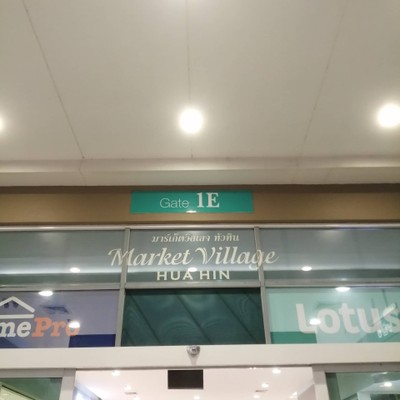 Gate 1E
มาร์เก็ตวิลเลจ หัวหิน
Market Village
HUA HIN
mePro
Lotus's